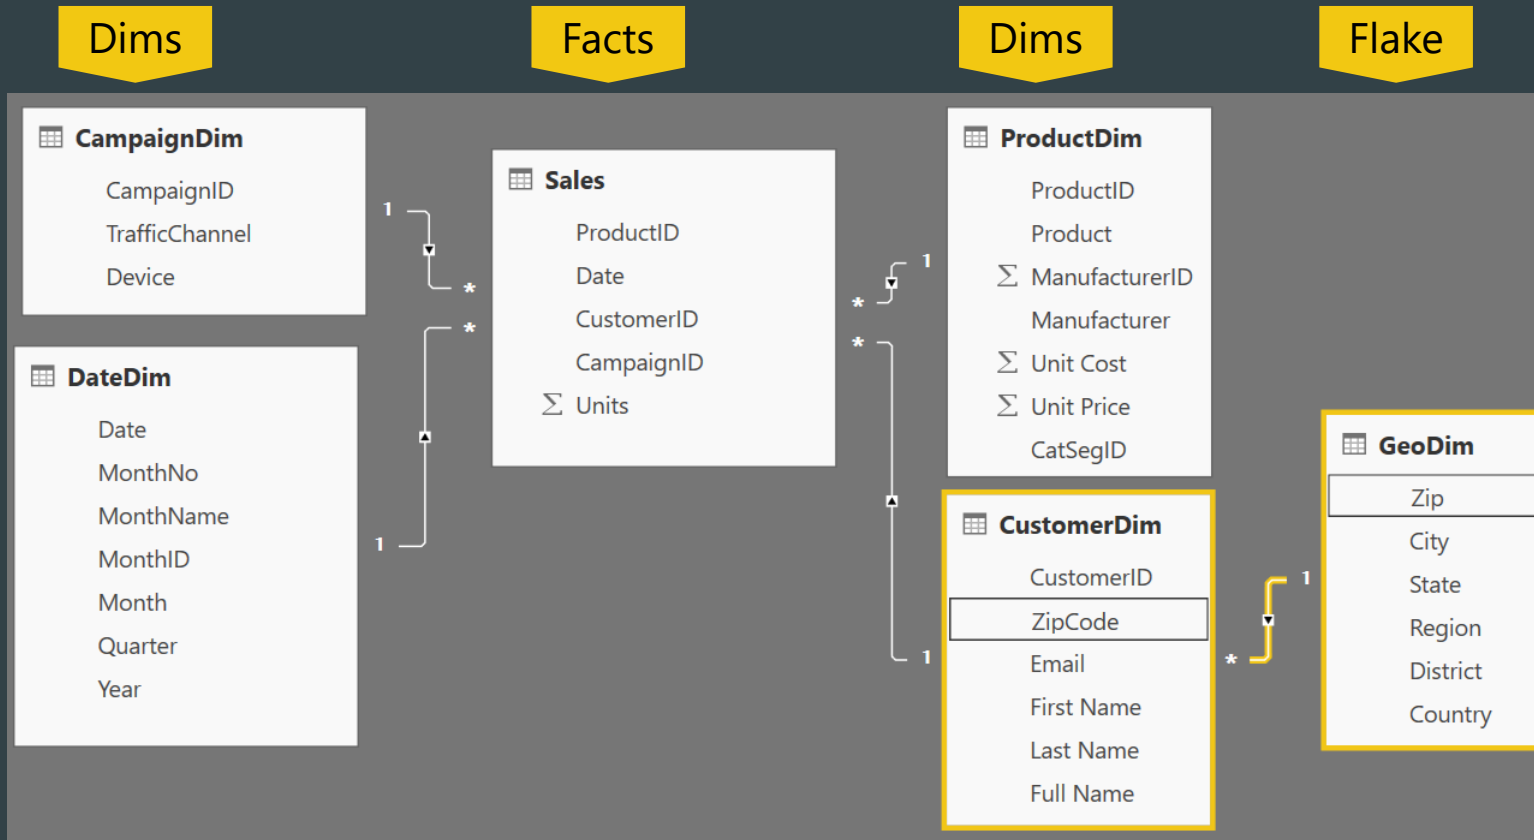 Dims
Facts
Dims
Flake
CampaignDim
CampaignID
TrafficChannel
Device
1
*
DateDim
Date
MonthNo
MonthName
MonthID
Month
Quarter
Year
1
*
Sales
ProductID
Date
CustomerID
CampaignID
Σ Units
*
1
*
1
ProductDim
ProductID
Product
Σ ManufacturerID
Manufacturer
Σ Unit Cost
Σ Unit Price
CatSegID
CustomerDim
CustomerID
ZipCode
Email
First Name
Last Name
Full Name
*
1
GeoDim
Zip
City
State
Region
District
Country